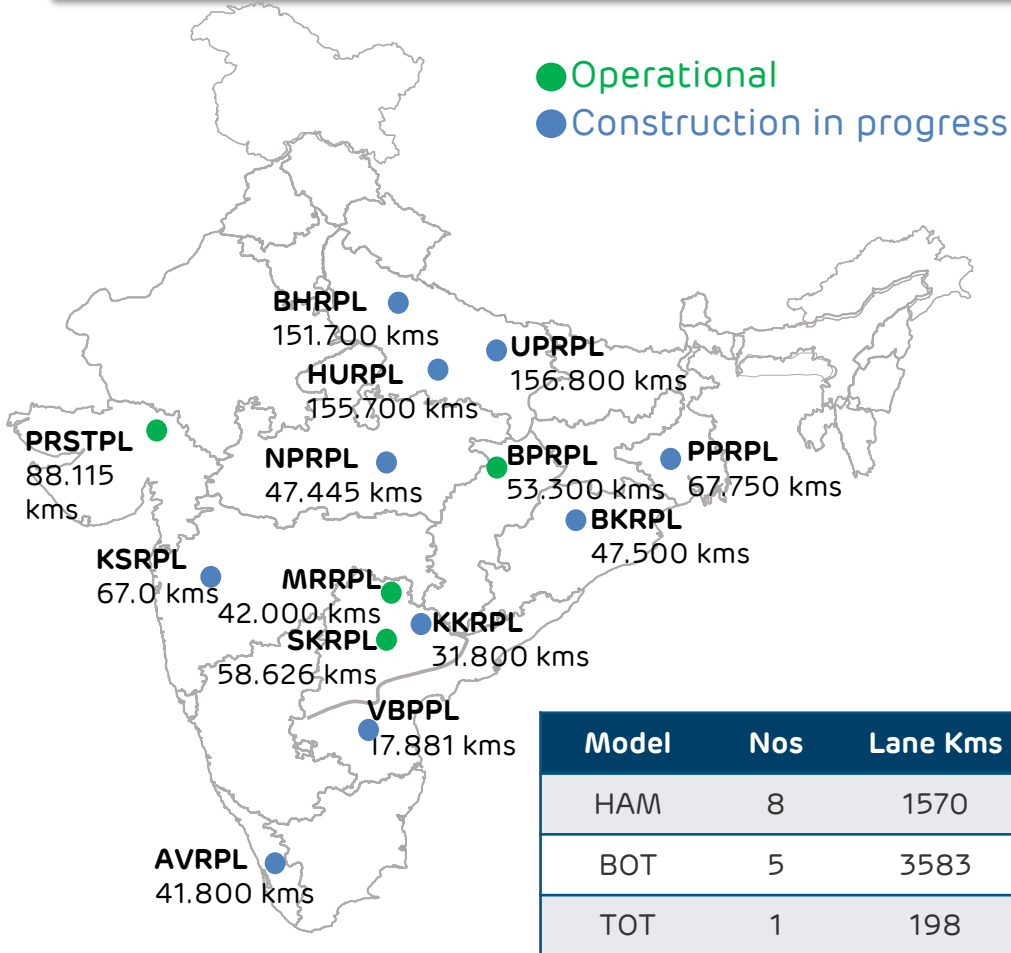 Operational
Construction in progress
BHRPL
151.700 kms
UPRPL
156.800 kms
HURPL
155.700 kms
PRSTPL
88.115
kms
NPRPL
47.445 kms
BPRPL
53.300 kms
PPRPL
67.750 kms
BKRPL
47.500 kms
KSRPL
67.0 kms
MRRPL
42.000 kms
KKRPL
31.800 kms
SKRPL
58.626 kms
VBPPL
17.881 kms
AVRPL
41.800 kms
Model Nos Lane Kms
HAM 8 1570
BOT 5 3583
TOT 1 198